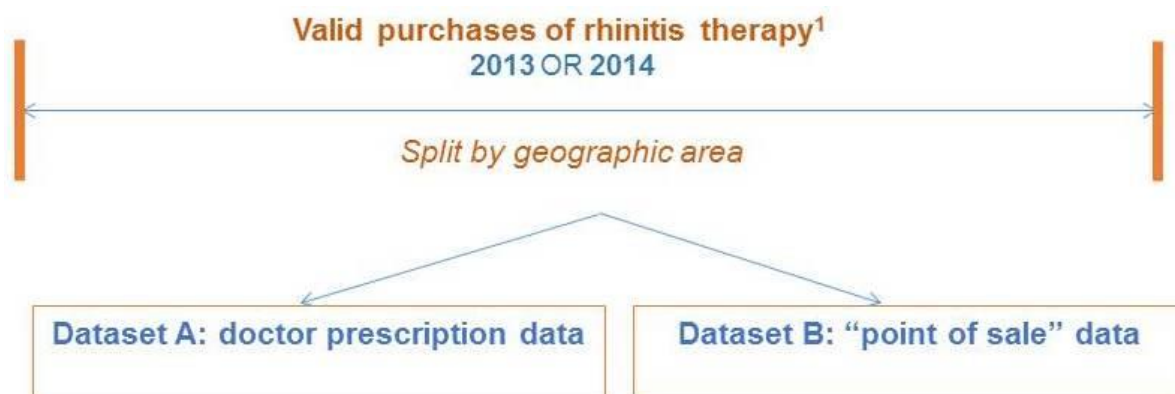 Valid purchases of rhinitis therapy¹
2013 OR 2014
Split by geographic area
Dataset A: doctor prescription data
Dataset B: “point of sale” data